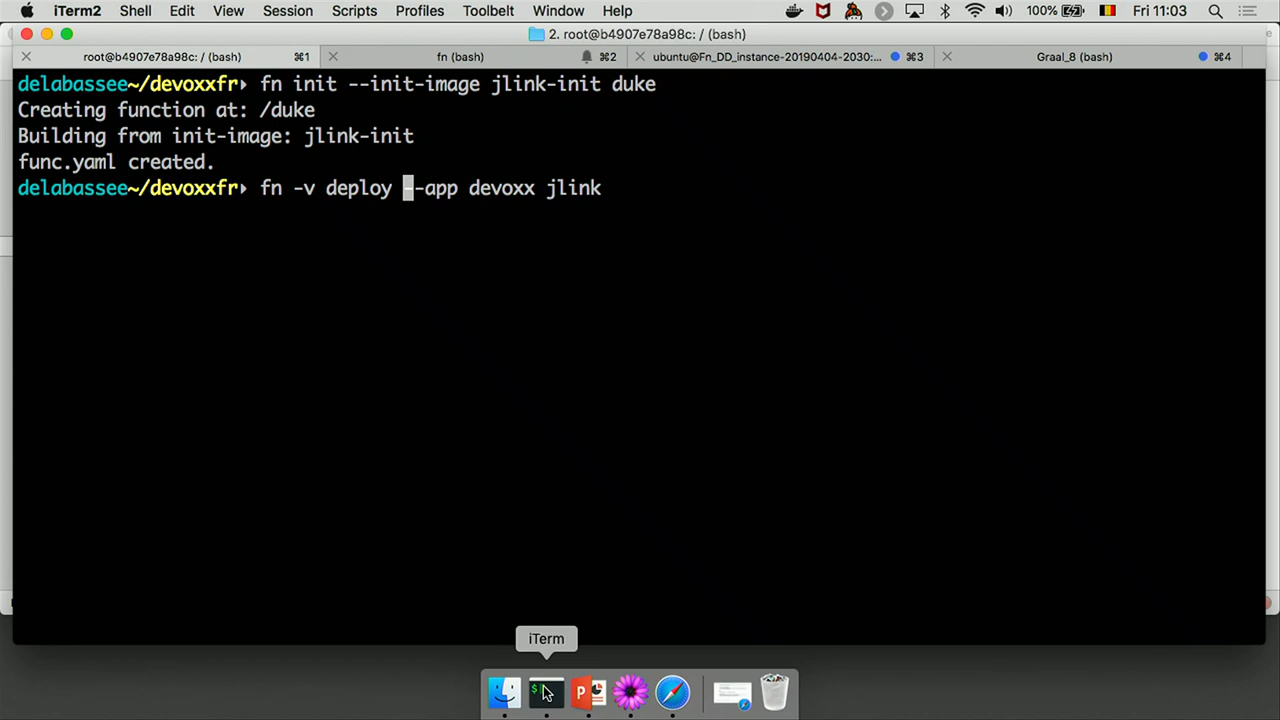 iTerm2 Shell Edit View Session Scripts Profiles Toolbelt Window Help 100% Fri 11:03
2. root@b4907e78a98c: / (bash)
root@b4907e78a98c: / (bash) ⌘1 fn (bash) ⌘2 ubuntu@Fn_DD_instance-20190404-2030:... ⌘3 Graal_8 (bash) ⌘4
delabassee~/devoxxfr▸ fn init --init-image jlink-init duke
Creating function at: /duke
Building from init-image: jlink-init
func.yaml created.
delabassee~/devoxxfr▸ fn -v deploy --app devoxx jlink
iTerm